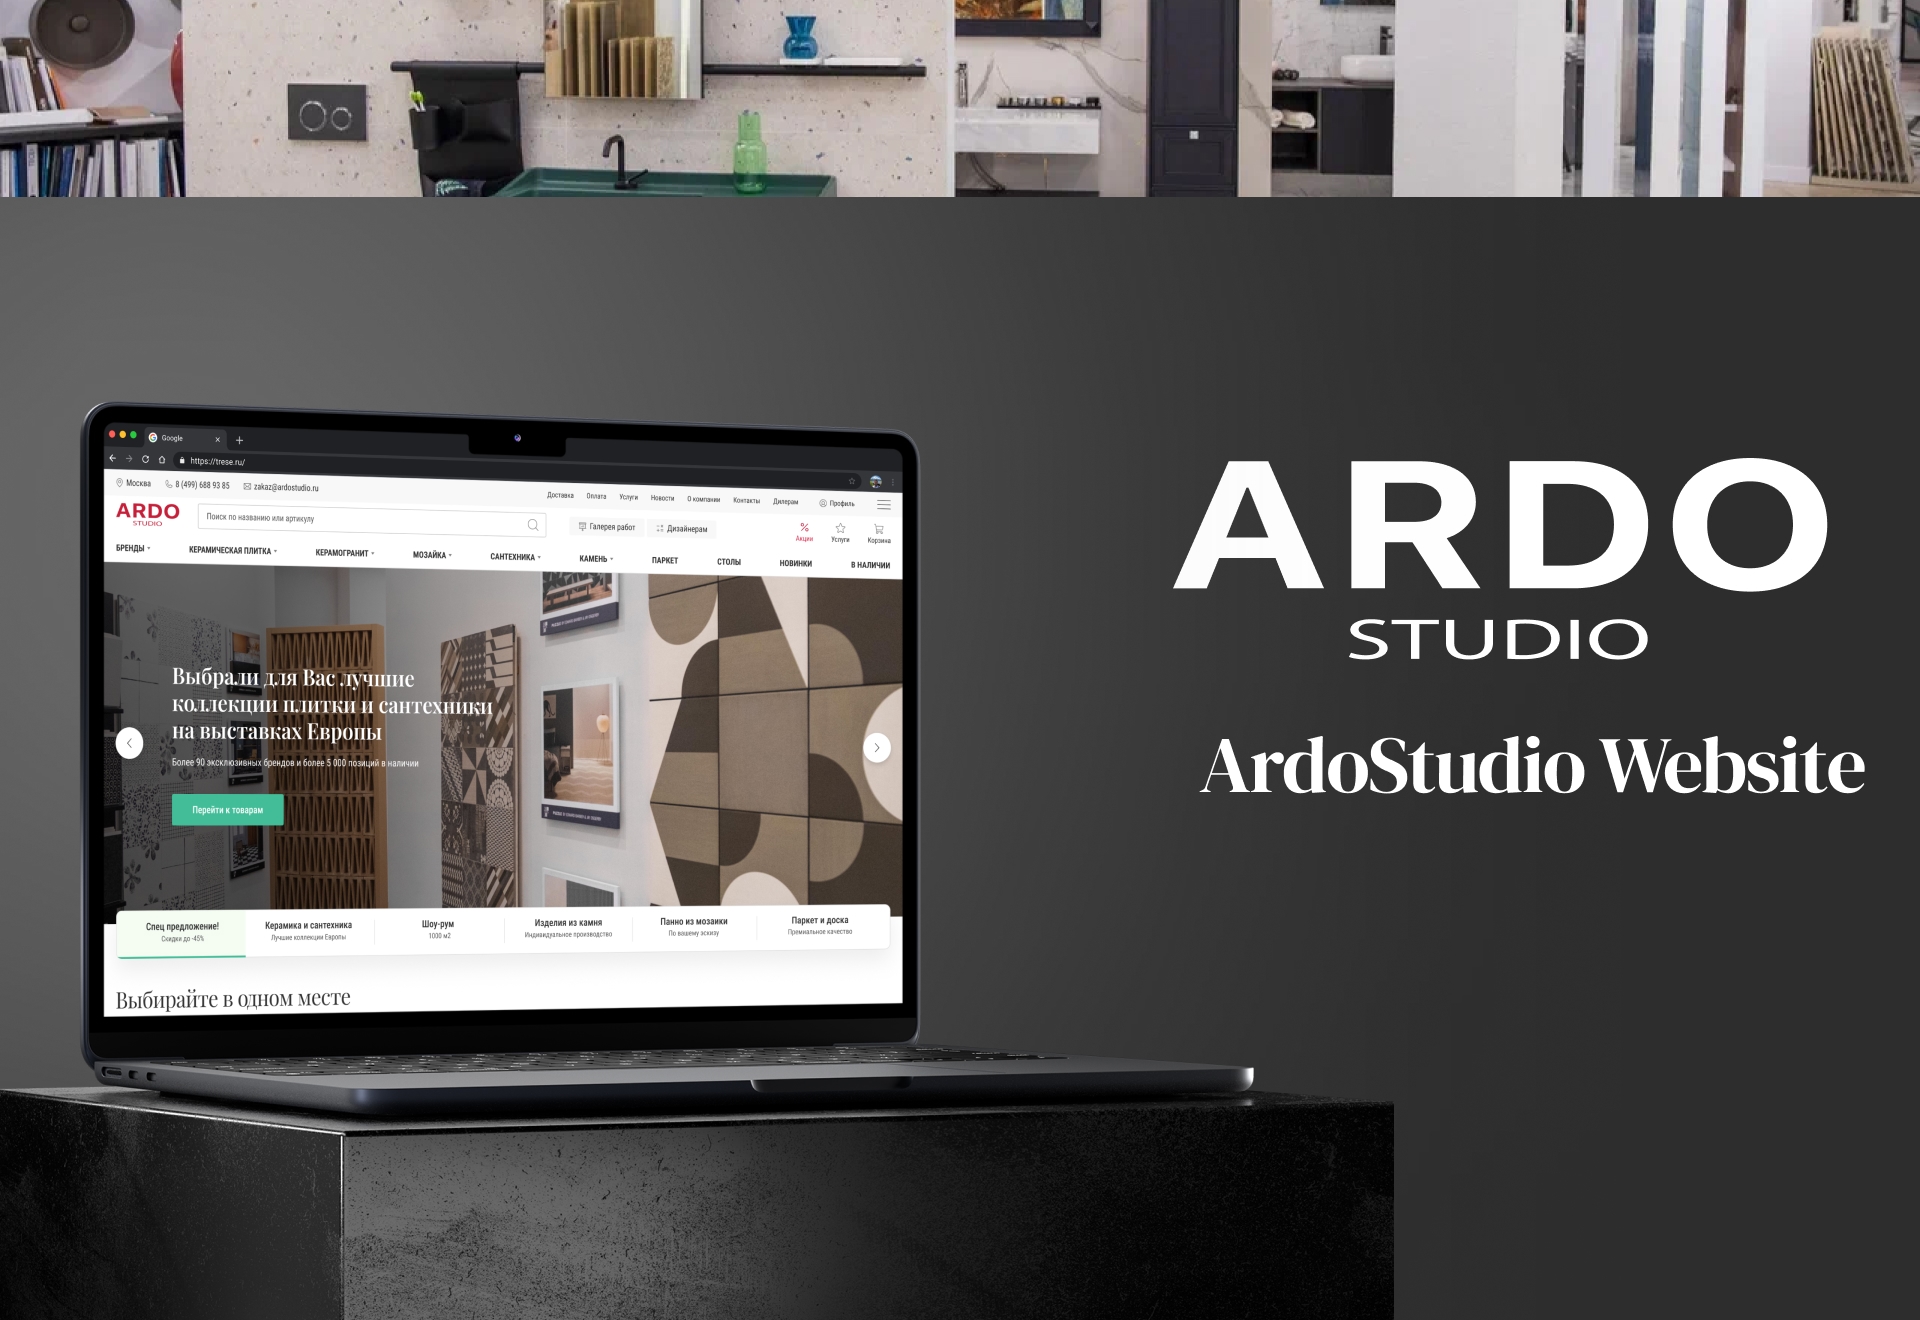 Google
https://trese.ru/
Москва
8 (499) 688 93 85
zakaz@ardostudio.ru
Доставка
Оплата
Услуги
Новости
О компании
Контакты
Дилерам
Профиль
ARDO
STUDIO
Поиск по названию или артикулу
Галерея работ
Дизайнерам
Акции
Услуги
Корзина
БРЕНДЫ
КЕРАМИЧЕСКАЯ ПЛИТКА
КЕРАМОГРАНИТ
МОЗАЙКА
САНТЕХНИКА
КАМЕНЬ
ПАРКЕТ
СТОЛЫ
НОВИНКИ
В НАЛИЧИИ
Выбрали для Вас лучшие
коллекции плитки и сантехники
на выставках Европы
Более 90 эксклюзивных брендов и более 5 000 позиций в наличии
Перейти к товарам
Спец предложение!
Скидки до -45%
Керамика и сантехника
Лучшие коллекции Европы
Шоу-рум
1000 м2
Изделия из камня
Индивидуальное производство
Панно из мозаики
По вашему эскизу
Паркет и доска
Премиальное качество
Выбирайте в одном месте
ARDO
STUDIO
ArdoStudio Website